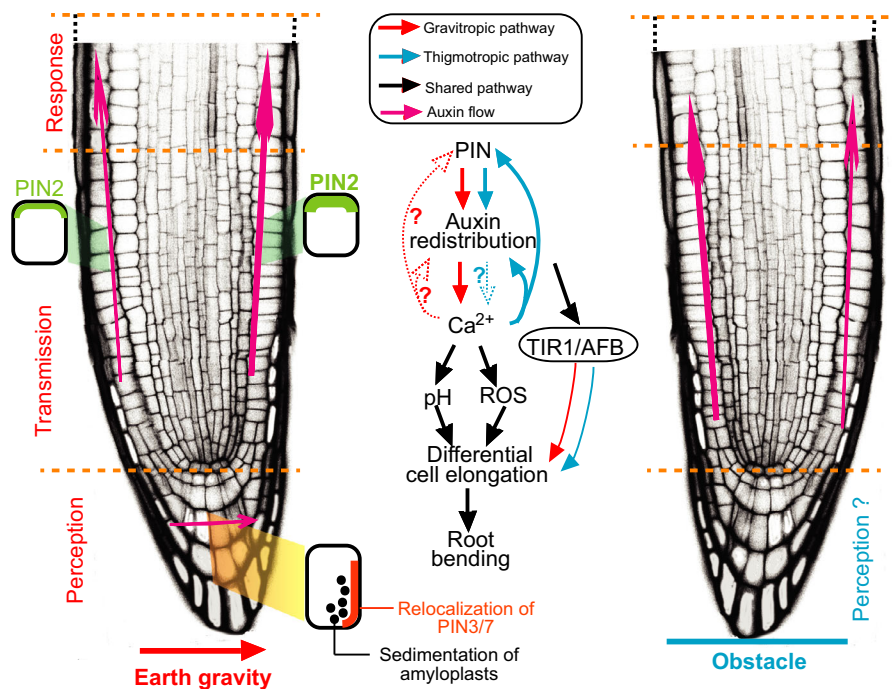 Gravitropic pathway
Thigmotropic pathway
Shared pathway
Auxin flow
Response
Transmission
Perception
PIN2
PIN2
PIN
?
Auxin
redistribution
?
?
Ca2+
TIR1/AFB
pH
ROS
Differential
cell elongation
Root
bending
Relocalization of
PIN3/7
Sedimentation of
amyloplasts
Earth gravity
Perception ?
Obstacle